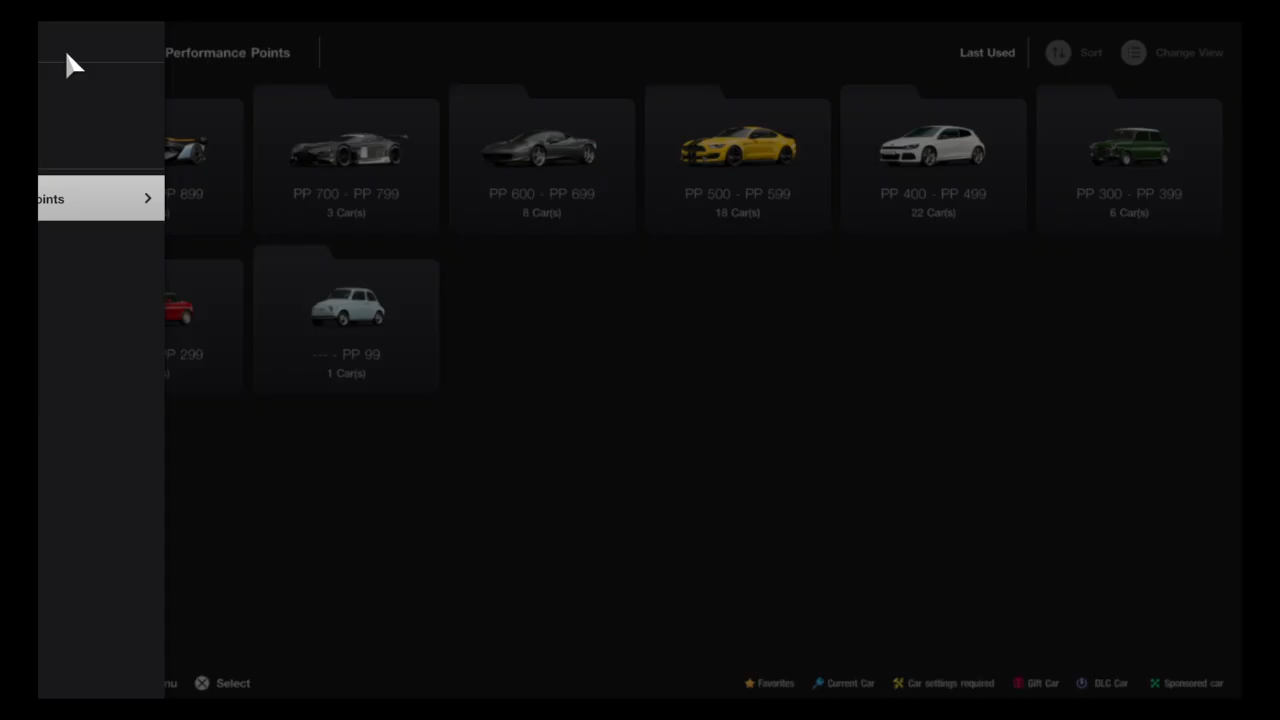 Performance Points
Last Used
Sort
Change View
PP 899
PP 700 - PP 799
3 Car(s)
PP 600 - PP 699
8 Car(s)
PP 500 - PP 599
18 Car(s)
PP 400 - PP 499
22 Car(s)
PP 300 - PP 399
6 Car(s)
oints
PP 299
--- - PP 99
1 Car(s)
nu
Select
Favorites
Current Car
Car settings required
Gift Car
DLC Car
Sponsored car